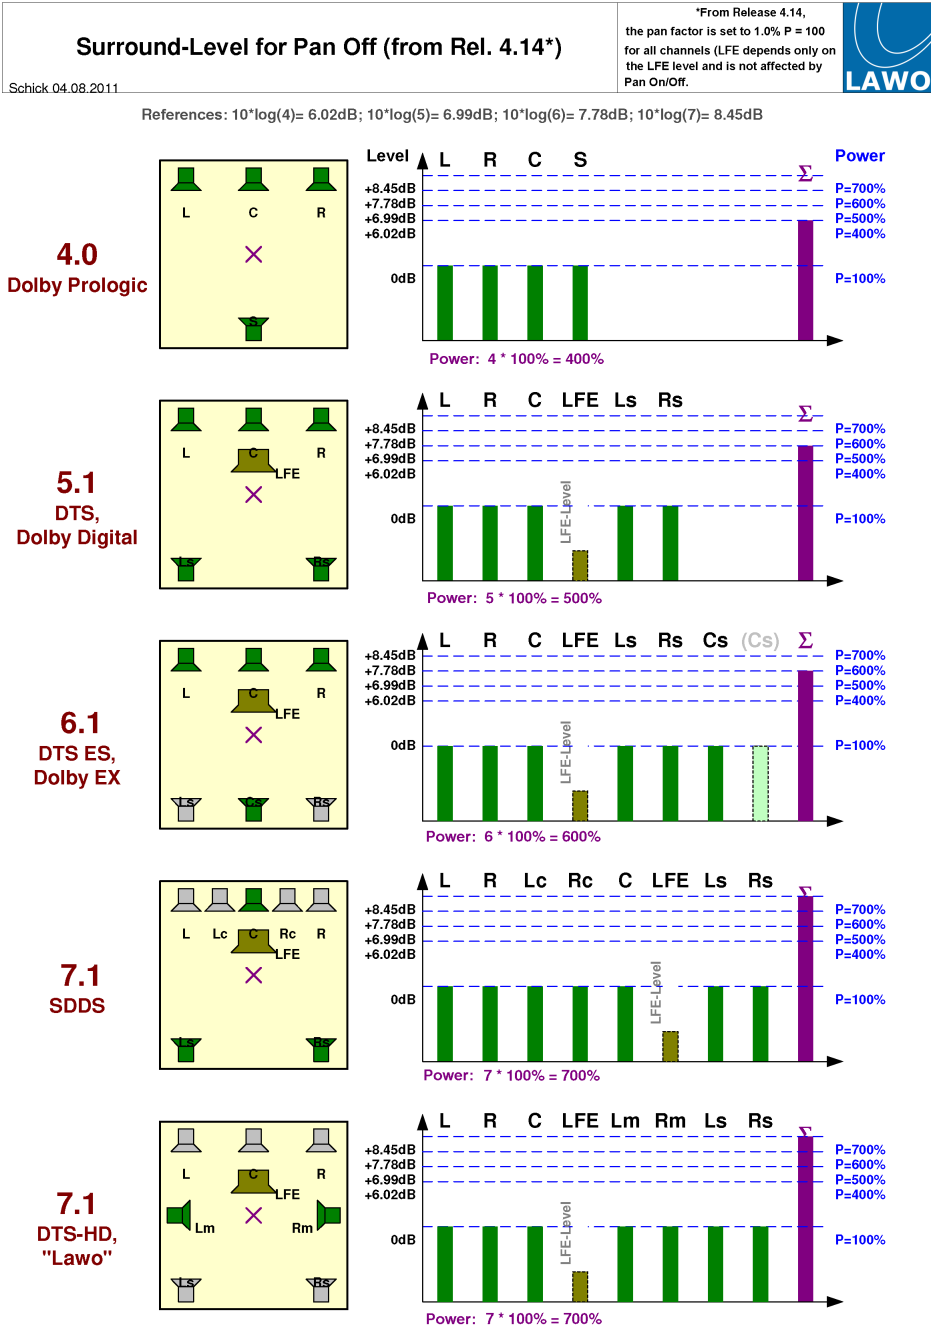 Surround-Level for Pan Off (from Rel. 4.14*)
Schick 04.08.2011
*From Release 4.14,
the pan factor is set to 1.0% P = 100
for all channels (LFE depends only on
the LFE level and is not affected by
Pan On/Off.
LAWO
References: 10*log(4)= 6.02dB; 10*log(5)= 6.99dB; 10*log(6)= 7.78dB; 10*log(7)= 8.45dB
4.0
Dolby Prologic
L C R
S
Level L R C S Σ Power
+8.45dB P=700%
+7.78dB P=600%
+6.99dB P=500%
+6.02dB P=400%
0dB P=100%
Power: 4 * 100% = 400%
5.1
DTS,
Dolby Digital
L C R
LFE
Ls Rs
L R C LFE Ls Rs Σ
+8.45dB P=700%
+7.78dB P=600%
+6.99dB P=500%
+6.02dB P=400%
LFE-Level
0dB P=100%
Power: 5 * 100% = 500%
6.1
DTS ES,
Dolby EX
L C R
LFE
Ls Cs Rs
L R C LFE Ls Rs Cs (Cs) Σ
+8.45dB P=700%
+7.78dB P=600%
+6.99dB P=500%
+6.02dB P=400%
LFE-Level
0dB P=100%
Power: 6 * 100% = 600%
7.1
SDDS
L Lc C Rc R
LFE
Ls Rs
L R Lc Rc C LFE Ls Rs Σ
+8.45dB P=700%
+7.78dB P=600%
+6.99dB P=500%
+6.02dB P=400%
LFE-Level
0dB P=100%
Power: 7 * 100% = 700%
7.1
DTS-HD,
"Lawo"
L C R
LFE
Lm Rm
Ls Rs
L R C LFE Lm Rm Ls Rs Σ
+8.45dB P=700%
+7.78dB P=600%
+6.99dB P=500%
+6.02dB P=400%
LFE-Level
0dB P=100%
Power: 7 * 100% = 700%